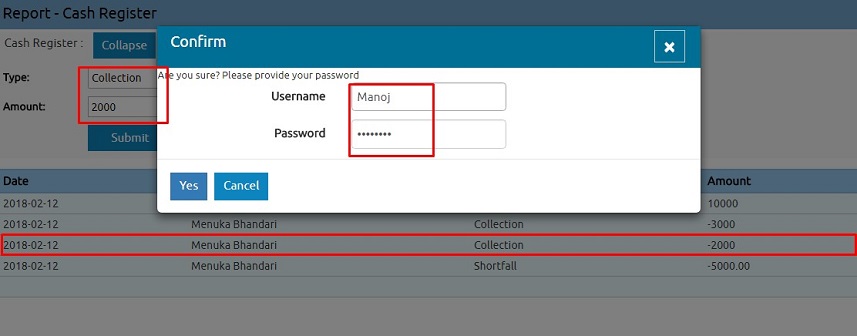 Report - Cash Register
Confirm
Cash Register : Collapse
Are you sure? Please provide your password
Type: Collection
Username Manoj
Amount: 2000
Password ••••••••
Submit
Yes Cancel
Date Amount
2018-02-12 10000
2018-02-12 Menuka Bhandari Collection -3000
2018-02-12 Menuka Bhandari Collection -2000
2018-02-12 Menuka Bhandari Shortfall -5000.00